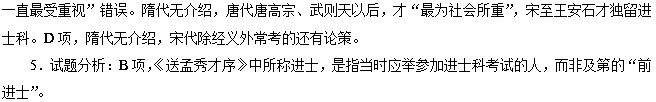 一直最受重视”错误。隋代无介绍，唐代唐高宗、武则天以后，才“最为社会所重”，宋至王安石才独留进
士科。D 项，隋代无介绍，宋代除经义外常考的还有论策。
5．试题分析：B 项，《送孟秀才序》中所称进士，是指当时应举参加进士科考试的人，而非及第的“前
进士”。